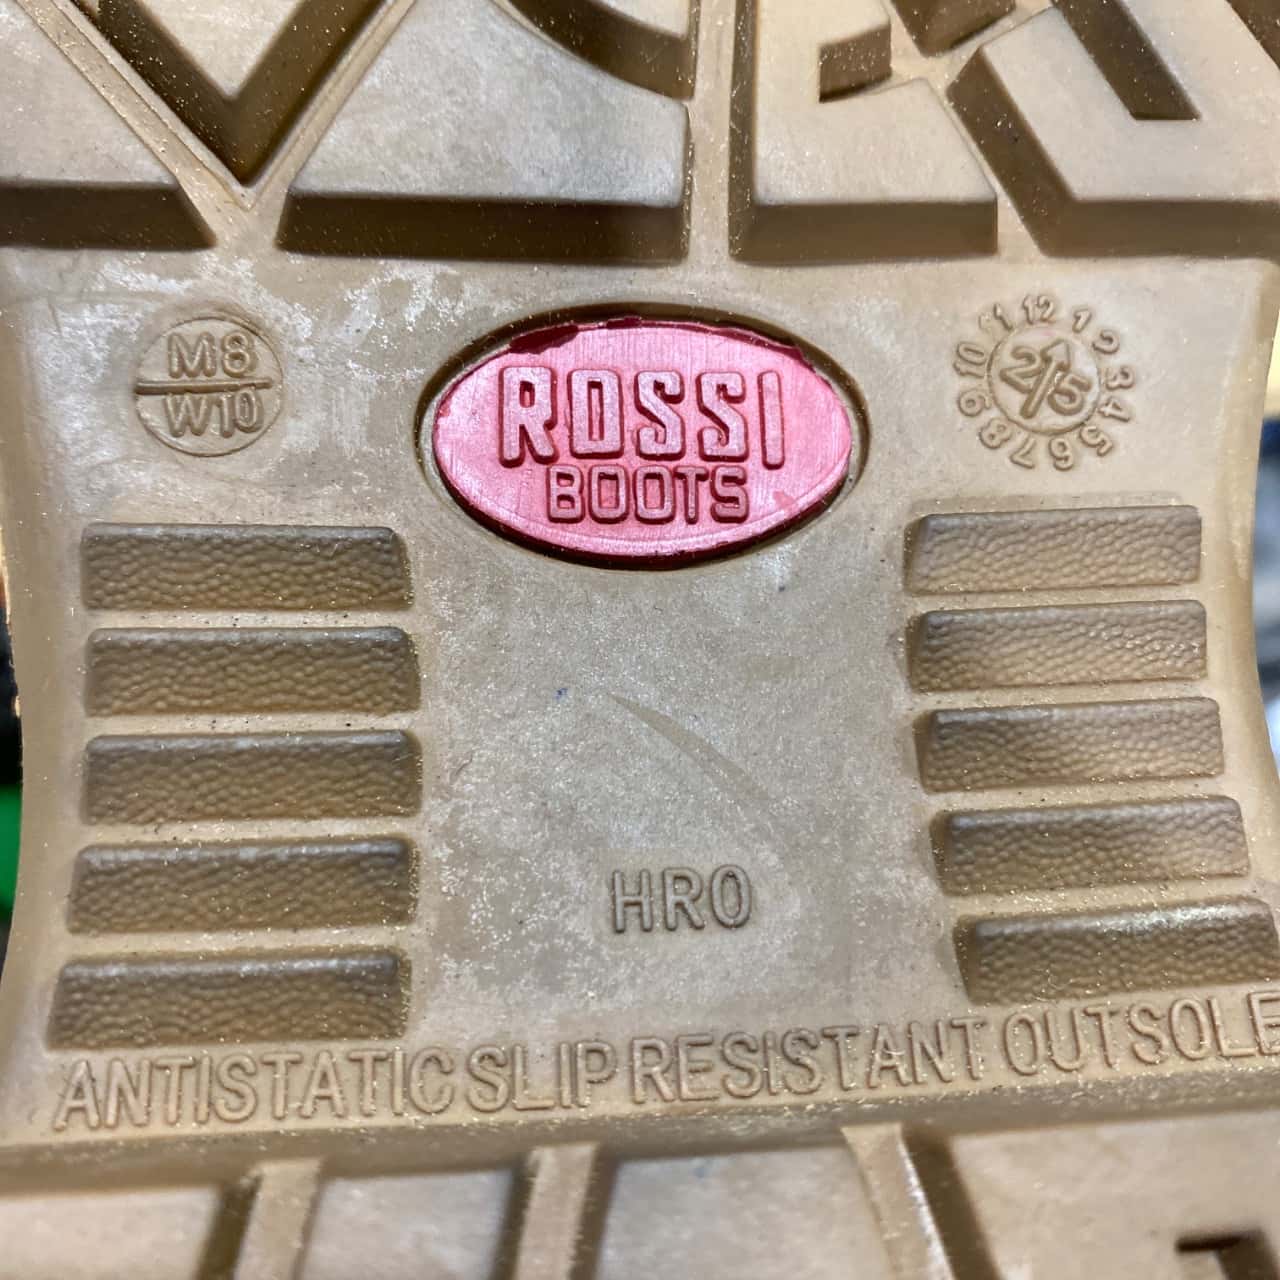 M8
W10
ROSSI
BOOTS
12 1 2 3 4 5 6 7 8 9 10 11
2 5
HRO
ANTISTATIC SLIP RESISTANT OUTSOLE